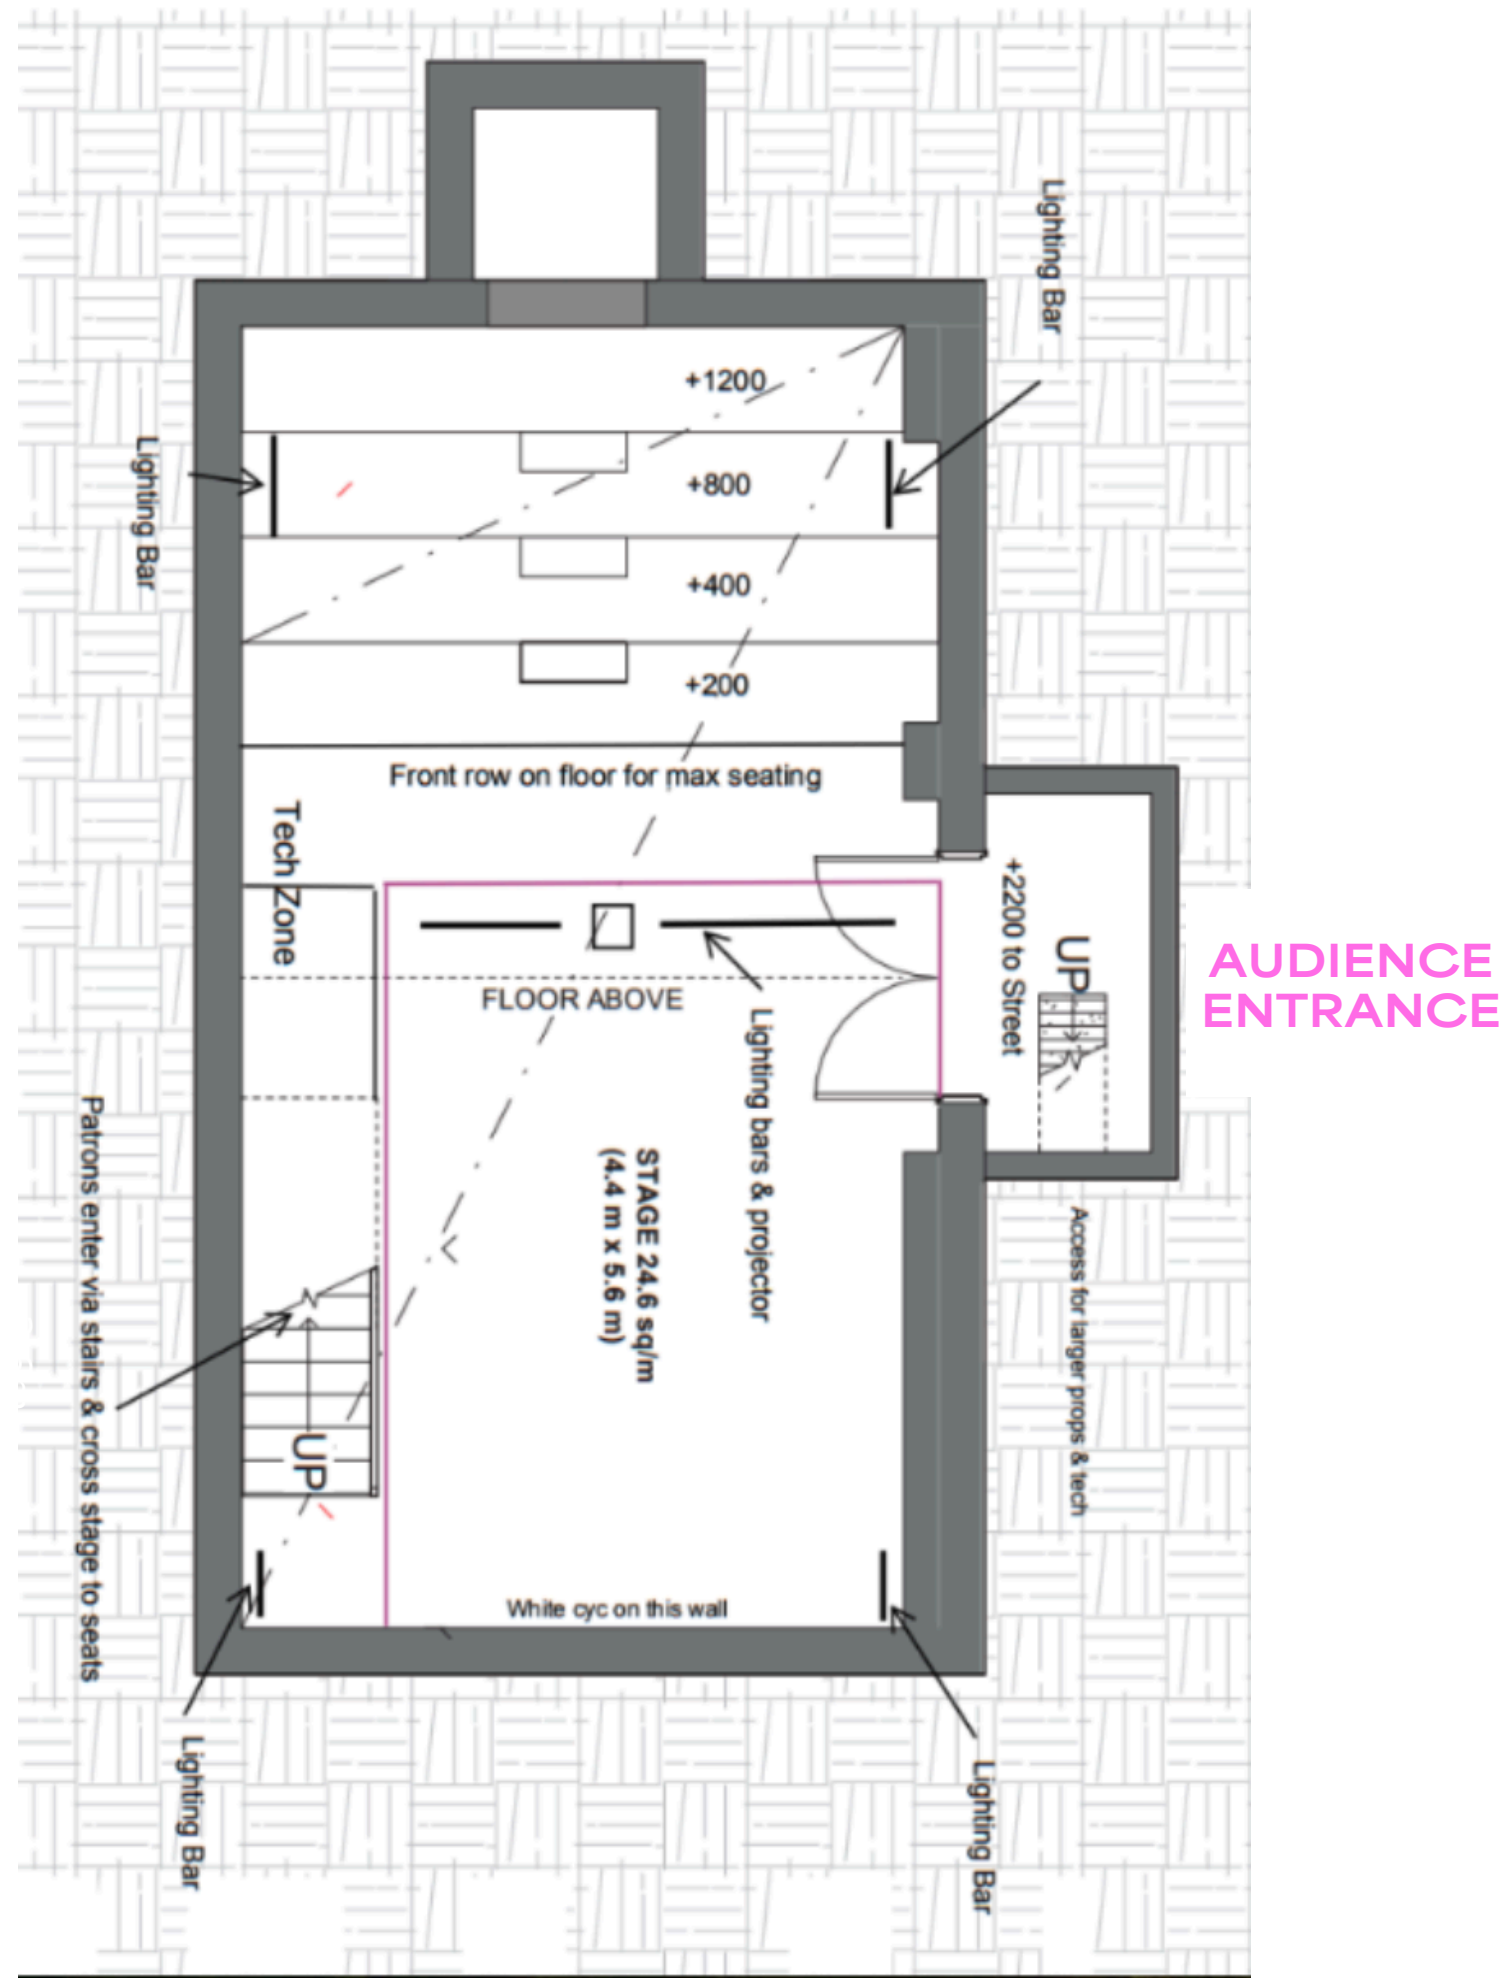 Lighting Bar
+1200
Lighting Bar
+800
+400
+200
Front row on floor for max seating
Tech Zone
+2200 to Street
UP
AUDIENCE
ENTRANCE
FLOOR ABOVE
Lighting bars & projector
Patrons enter via stairs & cross stage to seats
STAGE 24.6 sq/m
(4.4 m x 5.6 m)
Access for larger props & tech
UP
White cyc on this wall
Lighting Bar
Lighting Bar